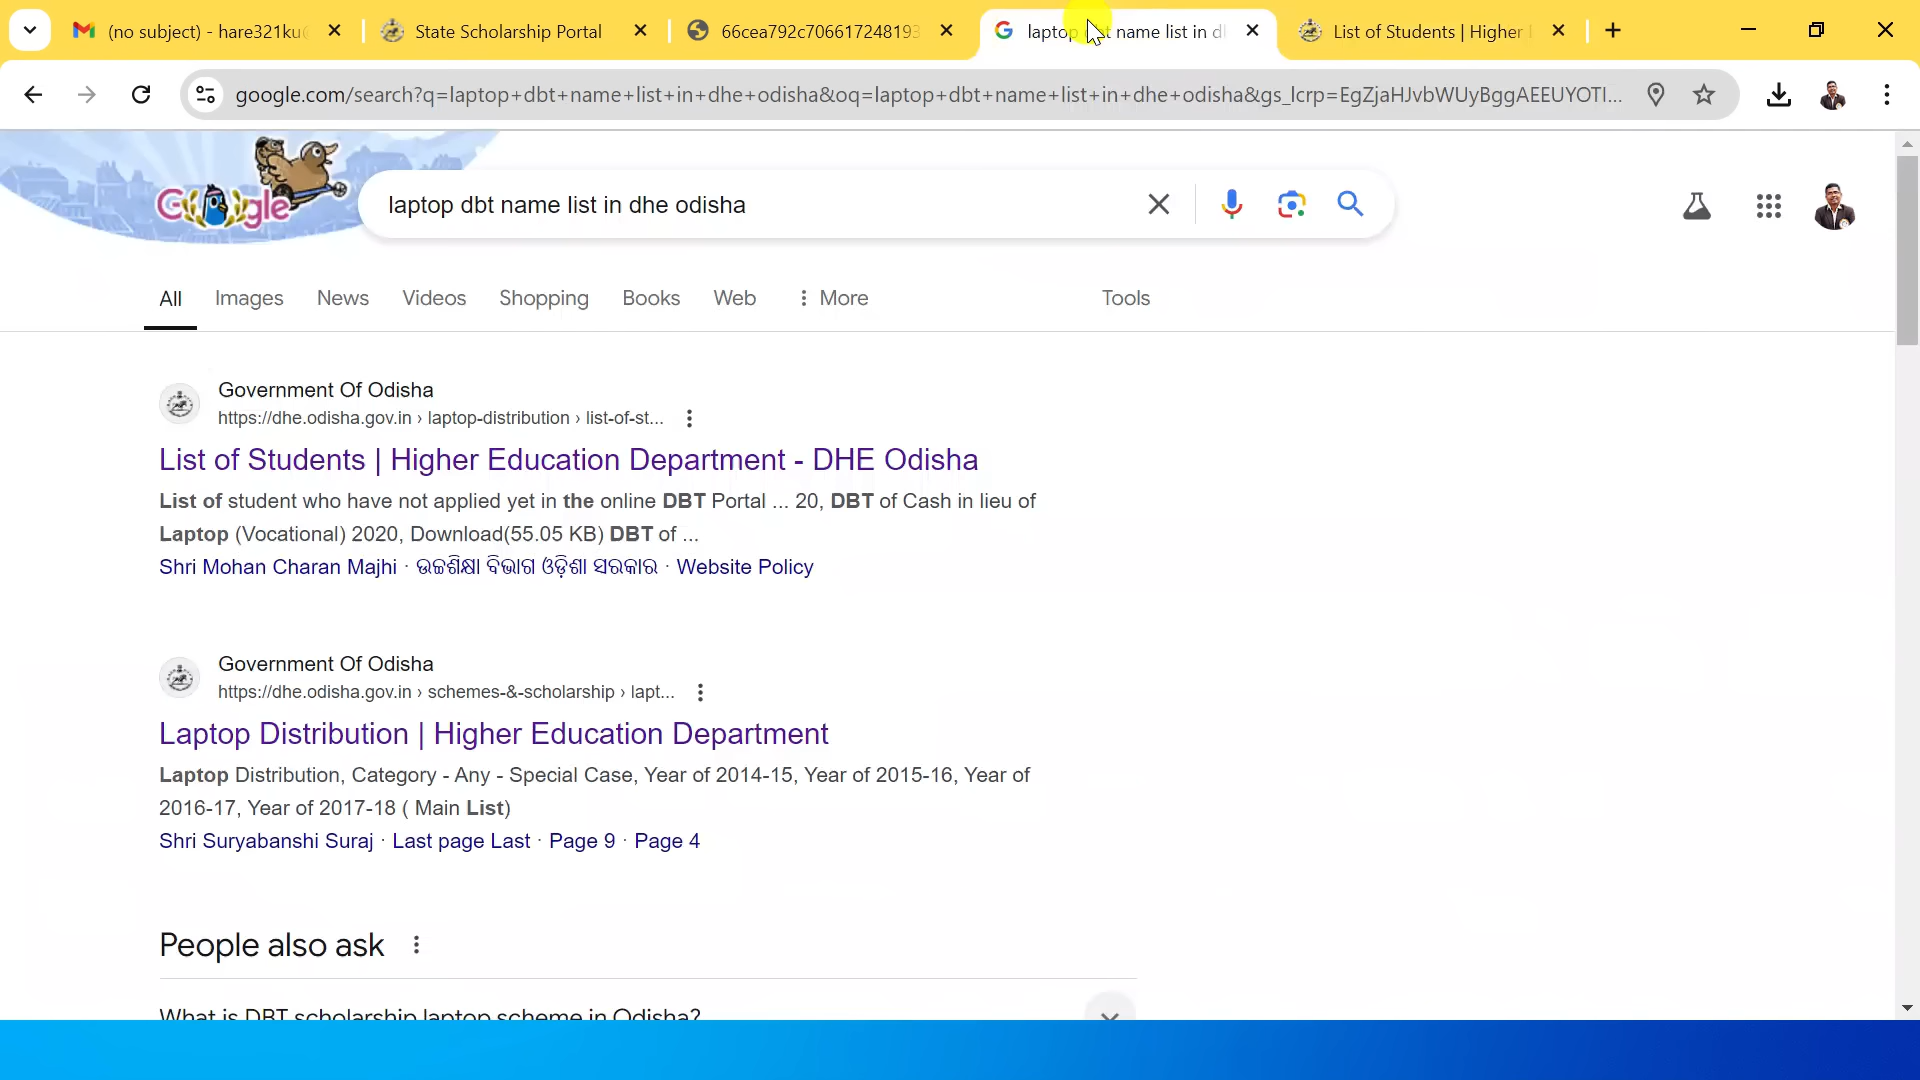 (no subject) - hare321ku
State Scholarship Portal
66cea792c706617248193
laptop dbt name list in d
List of Students | Higher
google.com/search?q=laptop+dbt+name+list+in+dhe+odisha&oq=laptop+dbt+name+list+in+dhe+odisha&gs_lcrp=EgZjaHJvbWUyBggAEEUYOTI...
Google
laptop dbt name list in dhe odisha
All Images News Videos Shopping Books Web More Tools
Government Of Odisha
https://dhe.odisha.gov.in › laptop-distribution › list-of-st...
List of Students | Higher Education Department - DHE Odisha
List of student who have not applied yet in the online DBT Portal ... 20, DBT of Cash in lieu of
Laptop (Vocational) 2020, Download(55.05 KB) DBT of ...
Shri Mohan Charan Majhi · ଉଚ୍ଚଶିକ୍ଷା ବିଭାଗ ଓଡ଼ିଶା ସରକାର · Website Policy
Government Of Odisha
https://dhe.odisha.gov.in › schemes-&-scholarship › lapt...
Laptop Distribution | Higher Education Department
Laptop Distribution, Category - Any - Special Case, Year of 2014-15, Year of 2015-16, Year of
2016-17, Year of 2017-18 ( Main List)
Shri Suryabanshi Suraj · Last page Last · Page 9 · Page 4
People also ask
What is DBT scholarship laptop scheme in Odisha?